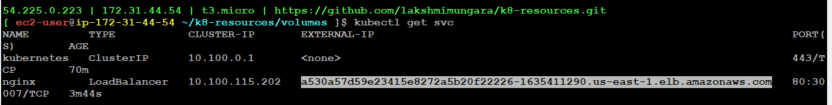 54.225.0.223 | 172.31.44.54 | t3.micro | https://github.com/lakshmimungara/k8-resources.git
[ ec2-user@ip-172-31-44-54 ~/k8-resources/volumes ]$ kubectl get svc
NAME TYPE CLUSTER-IP EXTERNAL-IP PORT(
S) AGE
kubernetes ClusterIP 10.100.0.1 <none> 443/T
CP 70m
nginx LoadBalancer 10.100.115.202 a530a57d59e23415e8272a5b20f22226-1635411290.us-east-1.elb.amazonaws.com 80:30
007/TCP 3m44s